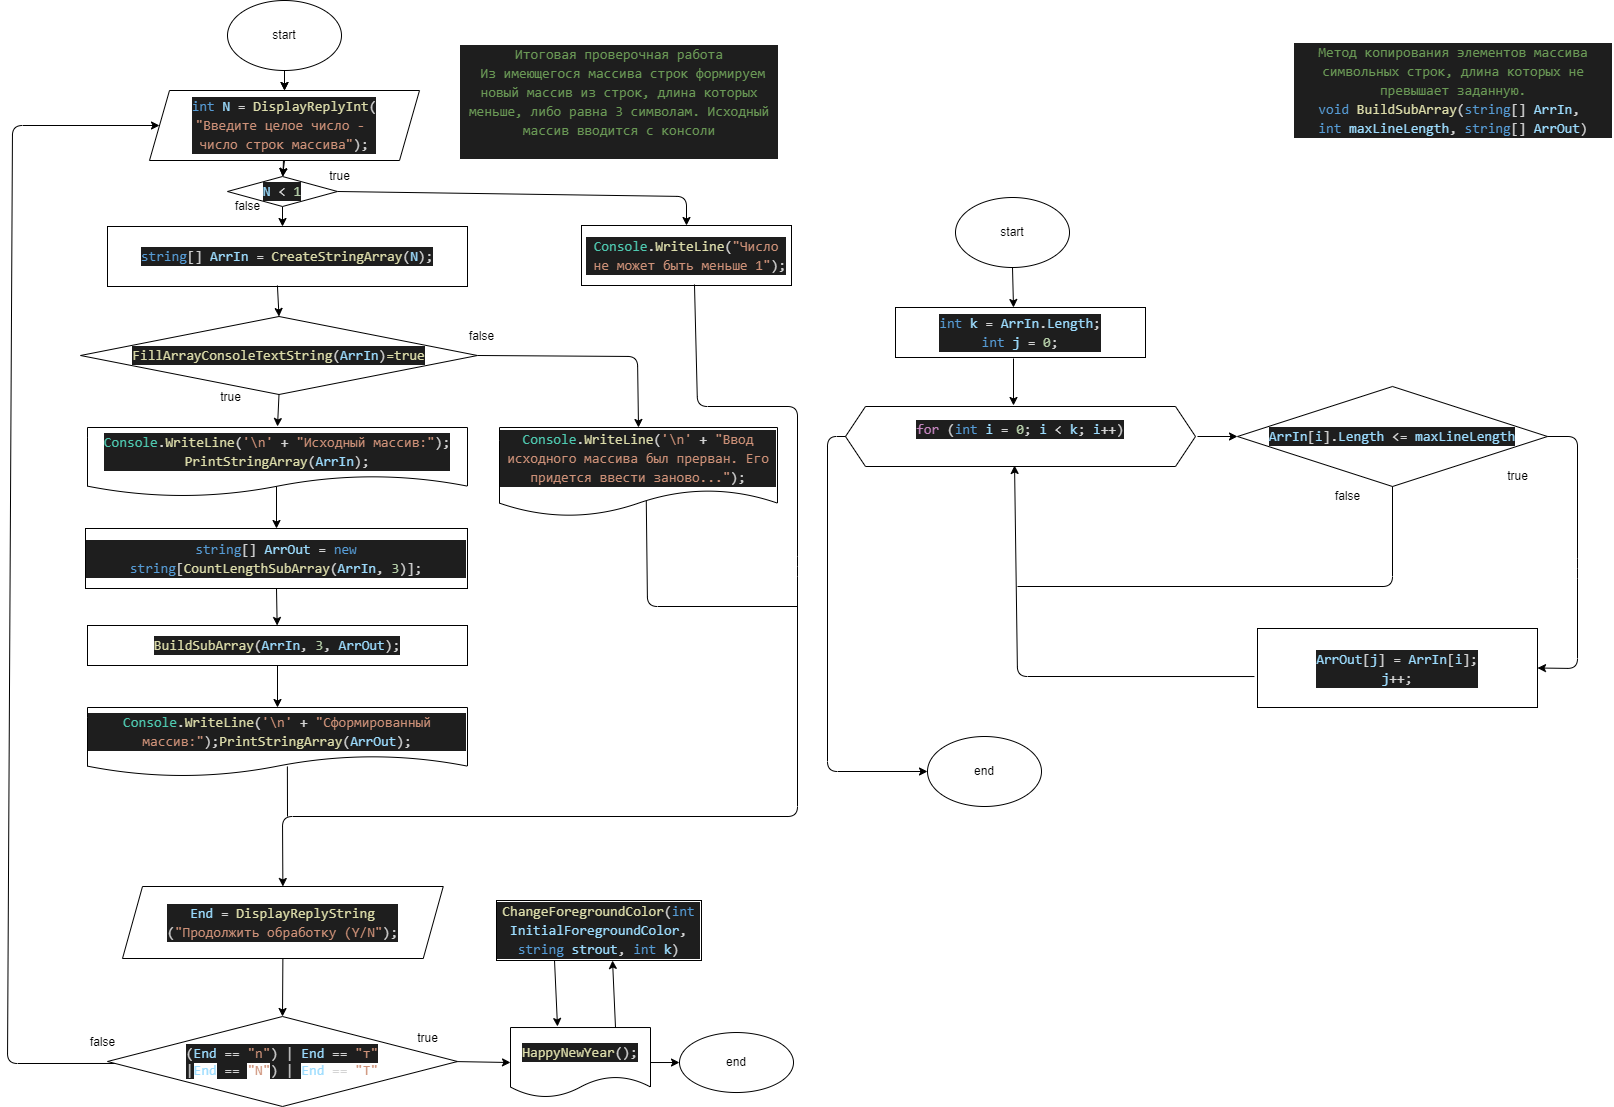 start
int N = DisplayReplyInt(
"Введите целое число -
число строк массива");
N < 1
true
false
string[] ArrIn = CreateStringArray(N);
Console.WriteLine("Число
не может быть меньше 1");
FillArrayConsoleTextString(ArrIn)=true
false
true
Console.WriteLine('\n' + "Исходный массив:");
PrintStringArray(ArrIn);
Console.WriteLine('\n' + "Ввод
исходного массива был прерван. Его
придется ввести заново...");
string[] ArrOut = new
string[CountLengthSubArray(ArrIn, 3)];
BuildSubArray(ArrIn, 3, ArrOut);
Console.WriteLine('\n' + "Сформированный
массив:");PrintStringArray(ArrOut);
End = DisplayReplyString
("Продолжить обработку (Y/N");
(End == "n") | End == "т"
|End == "N") | End == "Т"
false
true
ChangeForegroundColor(int
InitialForegroundColor,
string strout, int k)
HappyNewYear();
end
Итоговая проверочная работа
Из имеющегося массива строк формируем
новый массив из строк, длина которых
меньше, либо равна 3 символам. Исходный
массив вводится с консоли
Метод копирования элементов массива
символьных строк, длина которых не
превышает заданную.
void BuildSubArray(string[] ArrIn,
int maxLineLength, string[] ArrOut)
start
int k = ArrIn.Length;
int j = 0;
for (int i = 0; i < k; i++)
ArrIn[i].Length <= maxLineLength
false
true
ArrOut[j] = ArrIn[i];
j++;
end